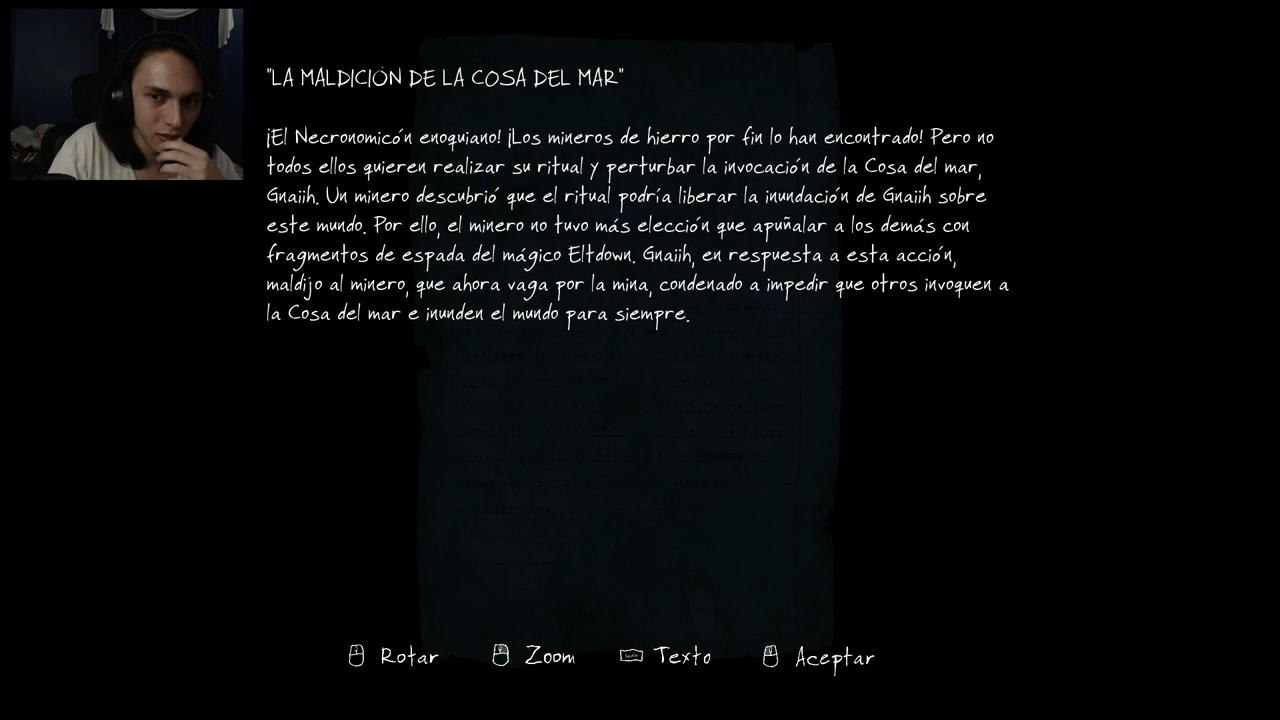 "LA MALDICIÓN DE LA COSA DEL MAR"
¡El Necronomicón enoquiano! ¡Los mineros de hierro por fin lo han encontrado! Pero no
todos ellos quieren realizar su ritual y perturbar la invocación de la Cosa del mar,
Gnaiih. Un minero descubrió que el ritual podría liberar la inundación de Gnaiih sobre
este mundo. Por ello, el minero no tuvo más elección que apuñalar a los demás con
fragmentos de espada del mágico Eltdown. Gnaiih, en respuesta a esta acción,
maldijo al minero, que ahora vaga por la mina, condenado a impedir que otros invoquen a
la Cosa del mar e inunden el mundo para siempre.
Rotar Zoom Texto Aceptar